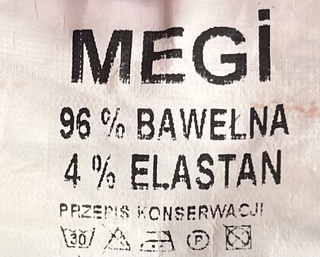 MEGi
96 % BAWEŁNA
4 % ELASTAN
PRZEPIS KONSERWACJI
30 P